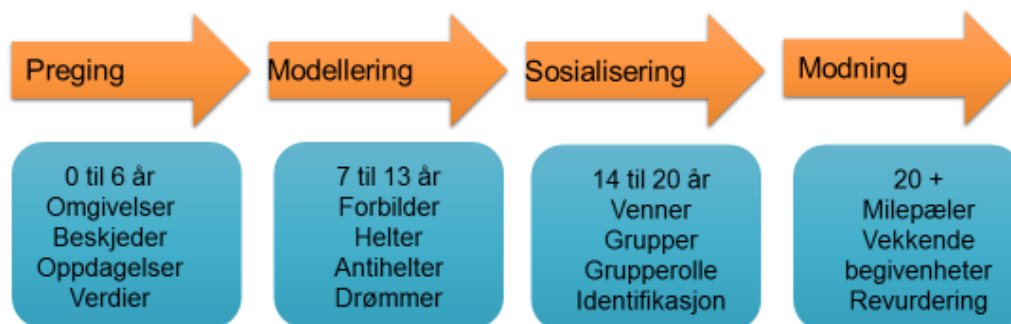 Preging
Modellering
Sosialisering
Modning
0 til 6 år
Omgivelser
Beskjeder
Oppdagelser
Verdier
7 til 13 år
Forbilder
Helter
Antihelter
Drømmer
14 til 20 år
Venner
Grupper
Grupperolle
Identifikasjon
20 +
Milepæler
Vekkende
begivenheter
Revurdering